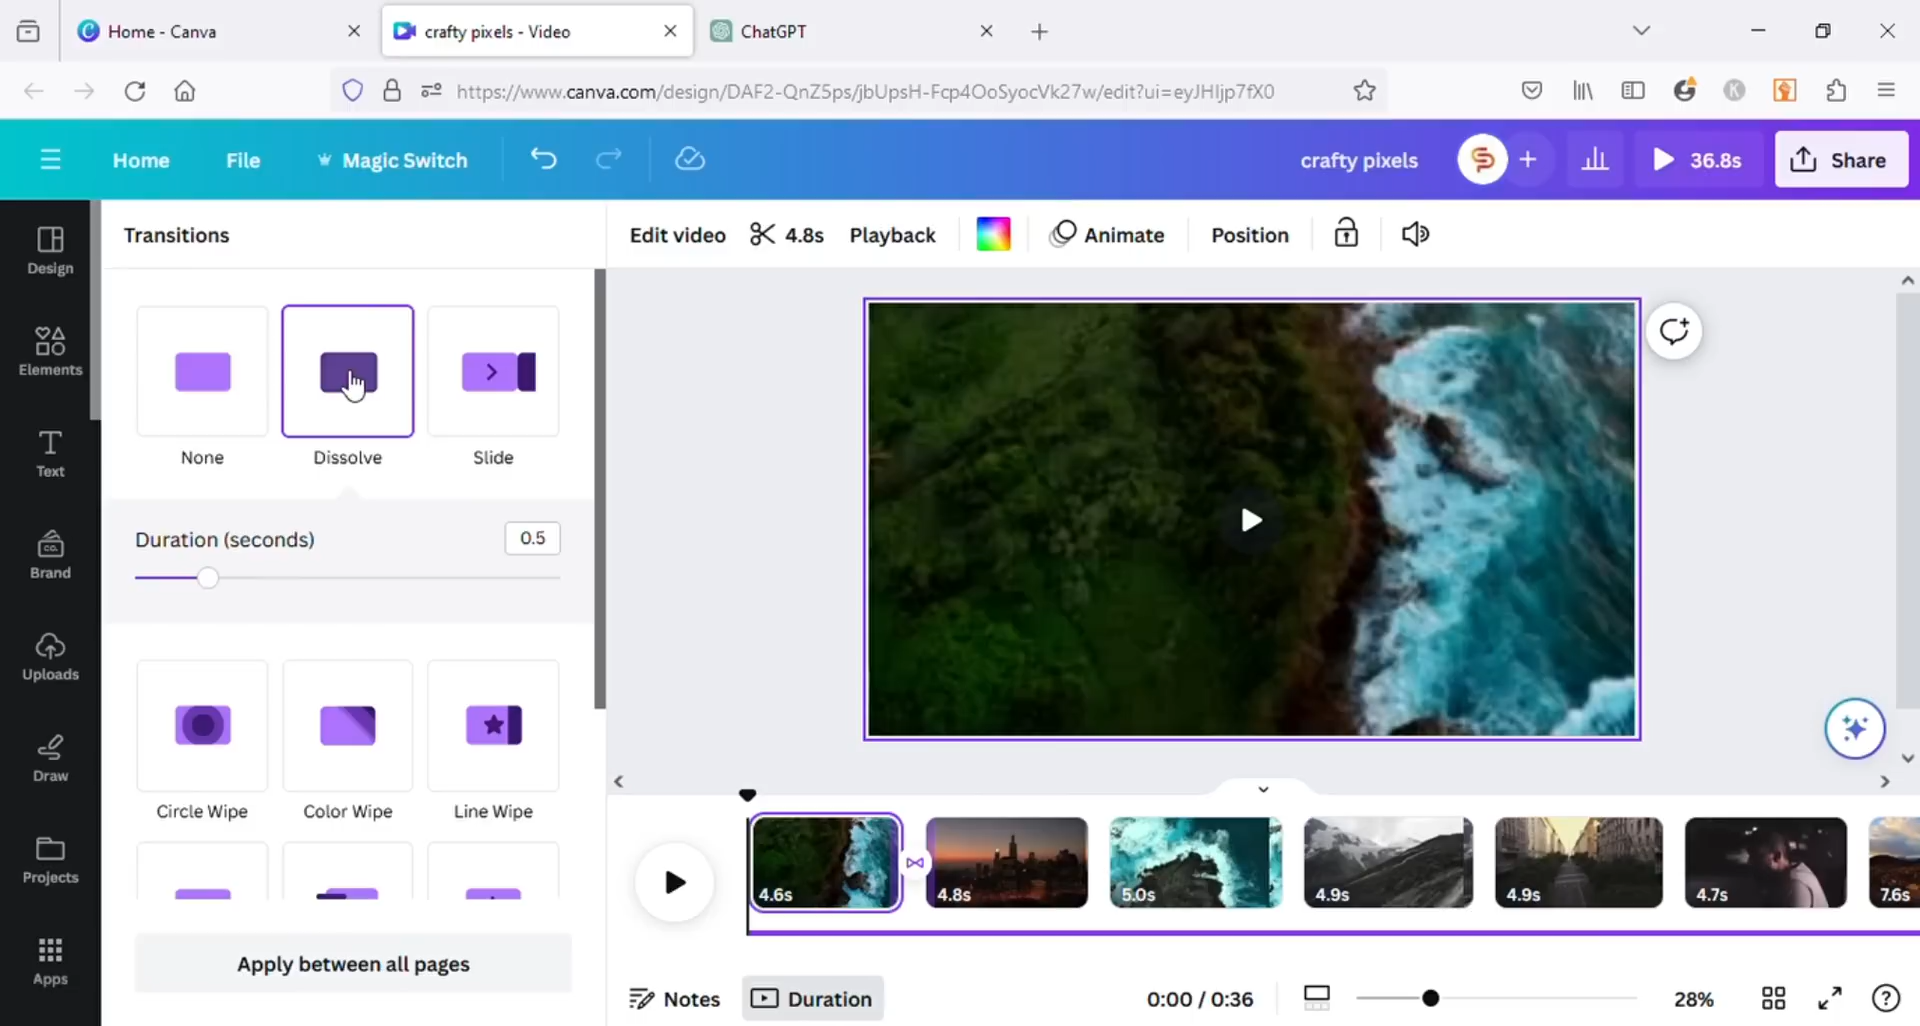 Home - Canva
crafty pixels - Video
ChatGPT
https://www.canva.com/design/DAF2-QnZ5ps/jbUpsH-Fcp4OoSyocVk27w/edit?ui=eyJHIjp7fX0
Home
File
Magic Switch
crafty pixels
36.8s
Share
Design
Elements
Text
Brand
Uploads
Draw
Projects
Apps
Transitions
None
Dissolve
Slide
Duration (seconds)
0.5
Circle Wipe
Color Wipe
Line Wipe
Apply between all pages
Edit video
4.8s
Playback
Animate
Position
4.6s
4.8s
5.0s
4.9s
4.9s
4.7s
7.6s
Notes
Duration
0:00 / 0:36
28%